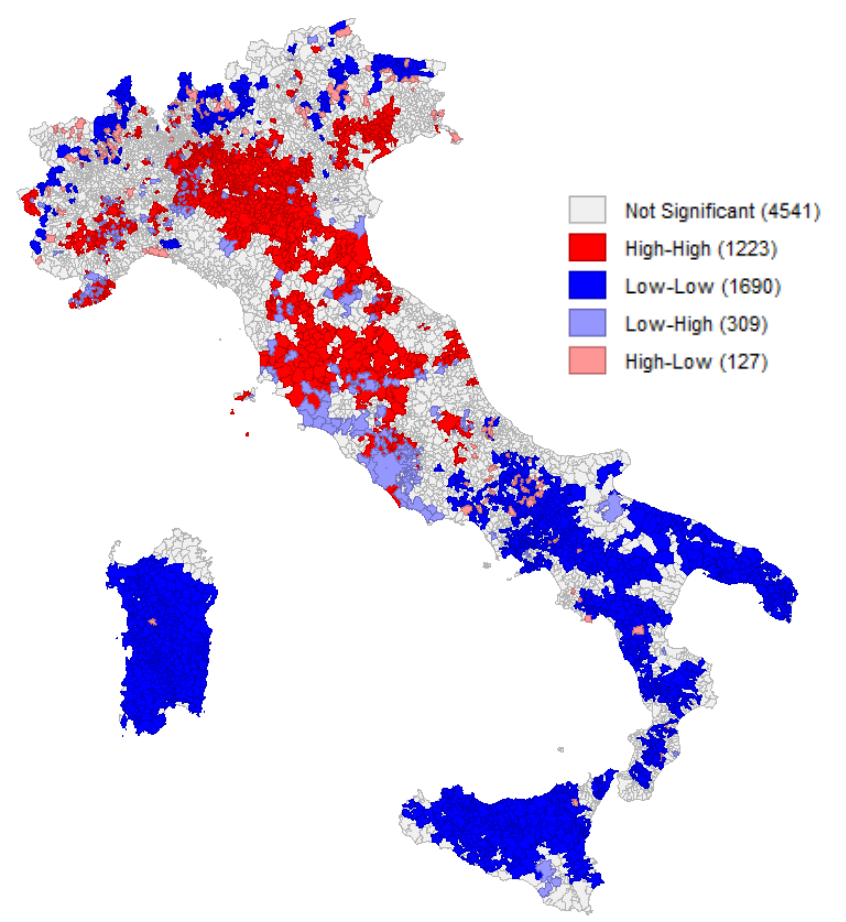 Not Significant (4541)
High-High (1223)
Low-Low (1690)
Low-High (309)
High-Low (127)